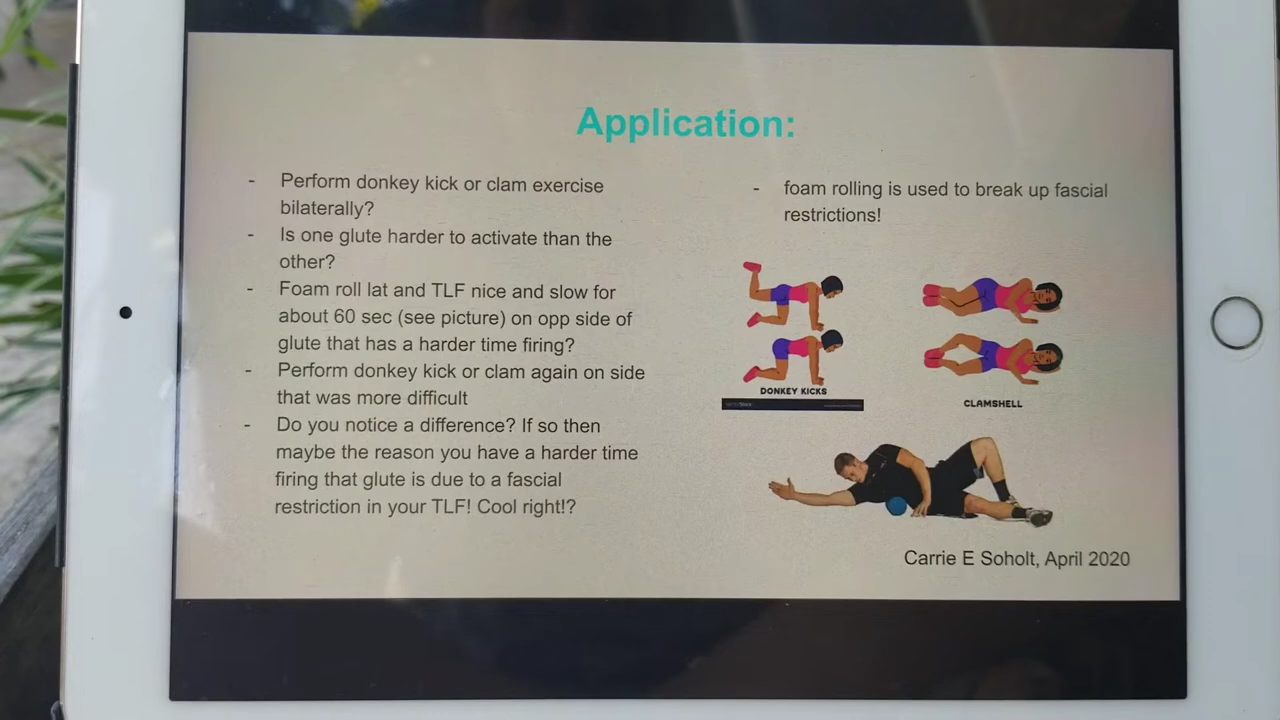 Application:
- Perform donkey kick or clam exercise
bilaterally?
- Is one glute harder to activate than the
other?
- Foam roll lat and TLF nice and slow for
about 60 sec (see picture) on opp side of
glute that has a harder time firing?
- Perform donkey kick or clam again on side
that was more difficult
- Do you notice a difference? If so then
maybe the reason you have a harder time
firing that glute is due to a fascial
restriction in your TLF! Cool right!?
- foam rolling is used to break up fascial
restrictions!
DONKEY KICKS
CLAMSHELL
Carrie E Soholt, April 2020